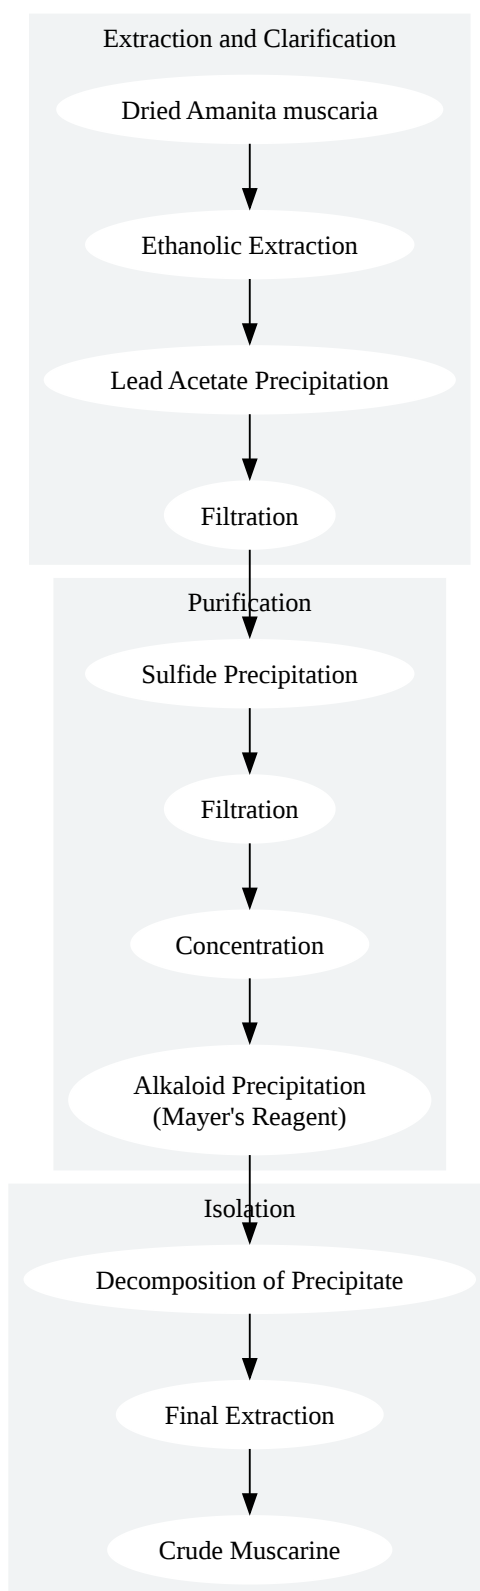 Extraction and Clarification
Dried Amanita muscaria
Ethanolic Extraction
Lead Acetate Precipitation
Filtration
Purification
Sulfide Precipitation
Filtration
Concentration
Alkaloid Precipitation
(Mayer's Reagent)
Isolation
Decomposition of Precipitate
Final Extraction
Crude Muscarine